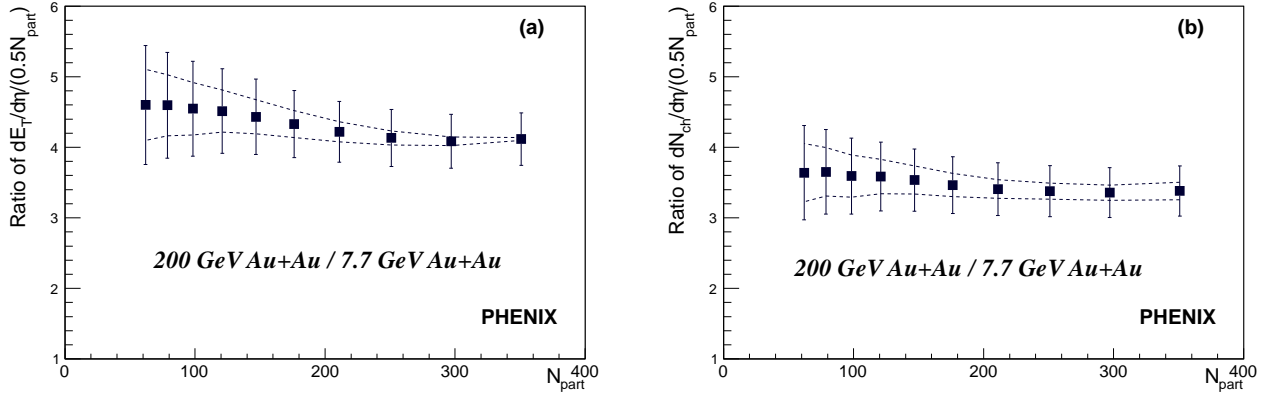 Ratio of dE_T/dη/(0.5N_part)
6
5
4
3
2
1
(a)
200 GeV Au+Au / 7.7 GeV Au+Au
PHENIX
0 100 200 300 400
N_part
Ratio of dN_ch/dη/(0.5N_part)
6
5
4
3
2
1
(b)
200 GeV Au+Au / 7.7 GeV Au+Au
PHENIX
0 100 200 300 400
N_part